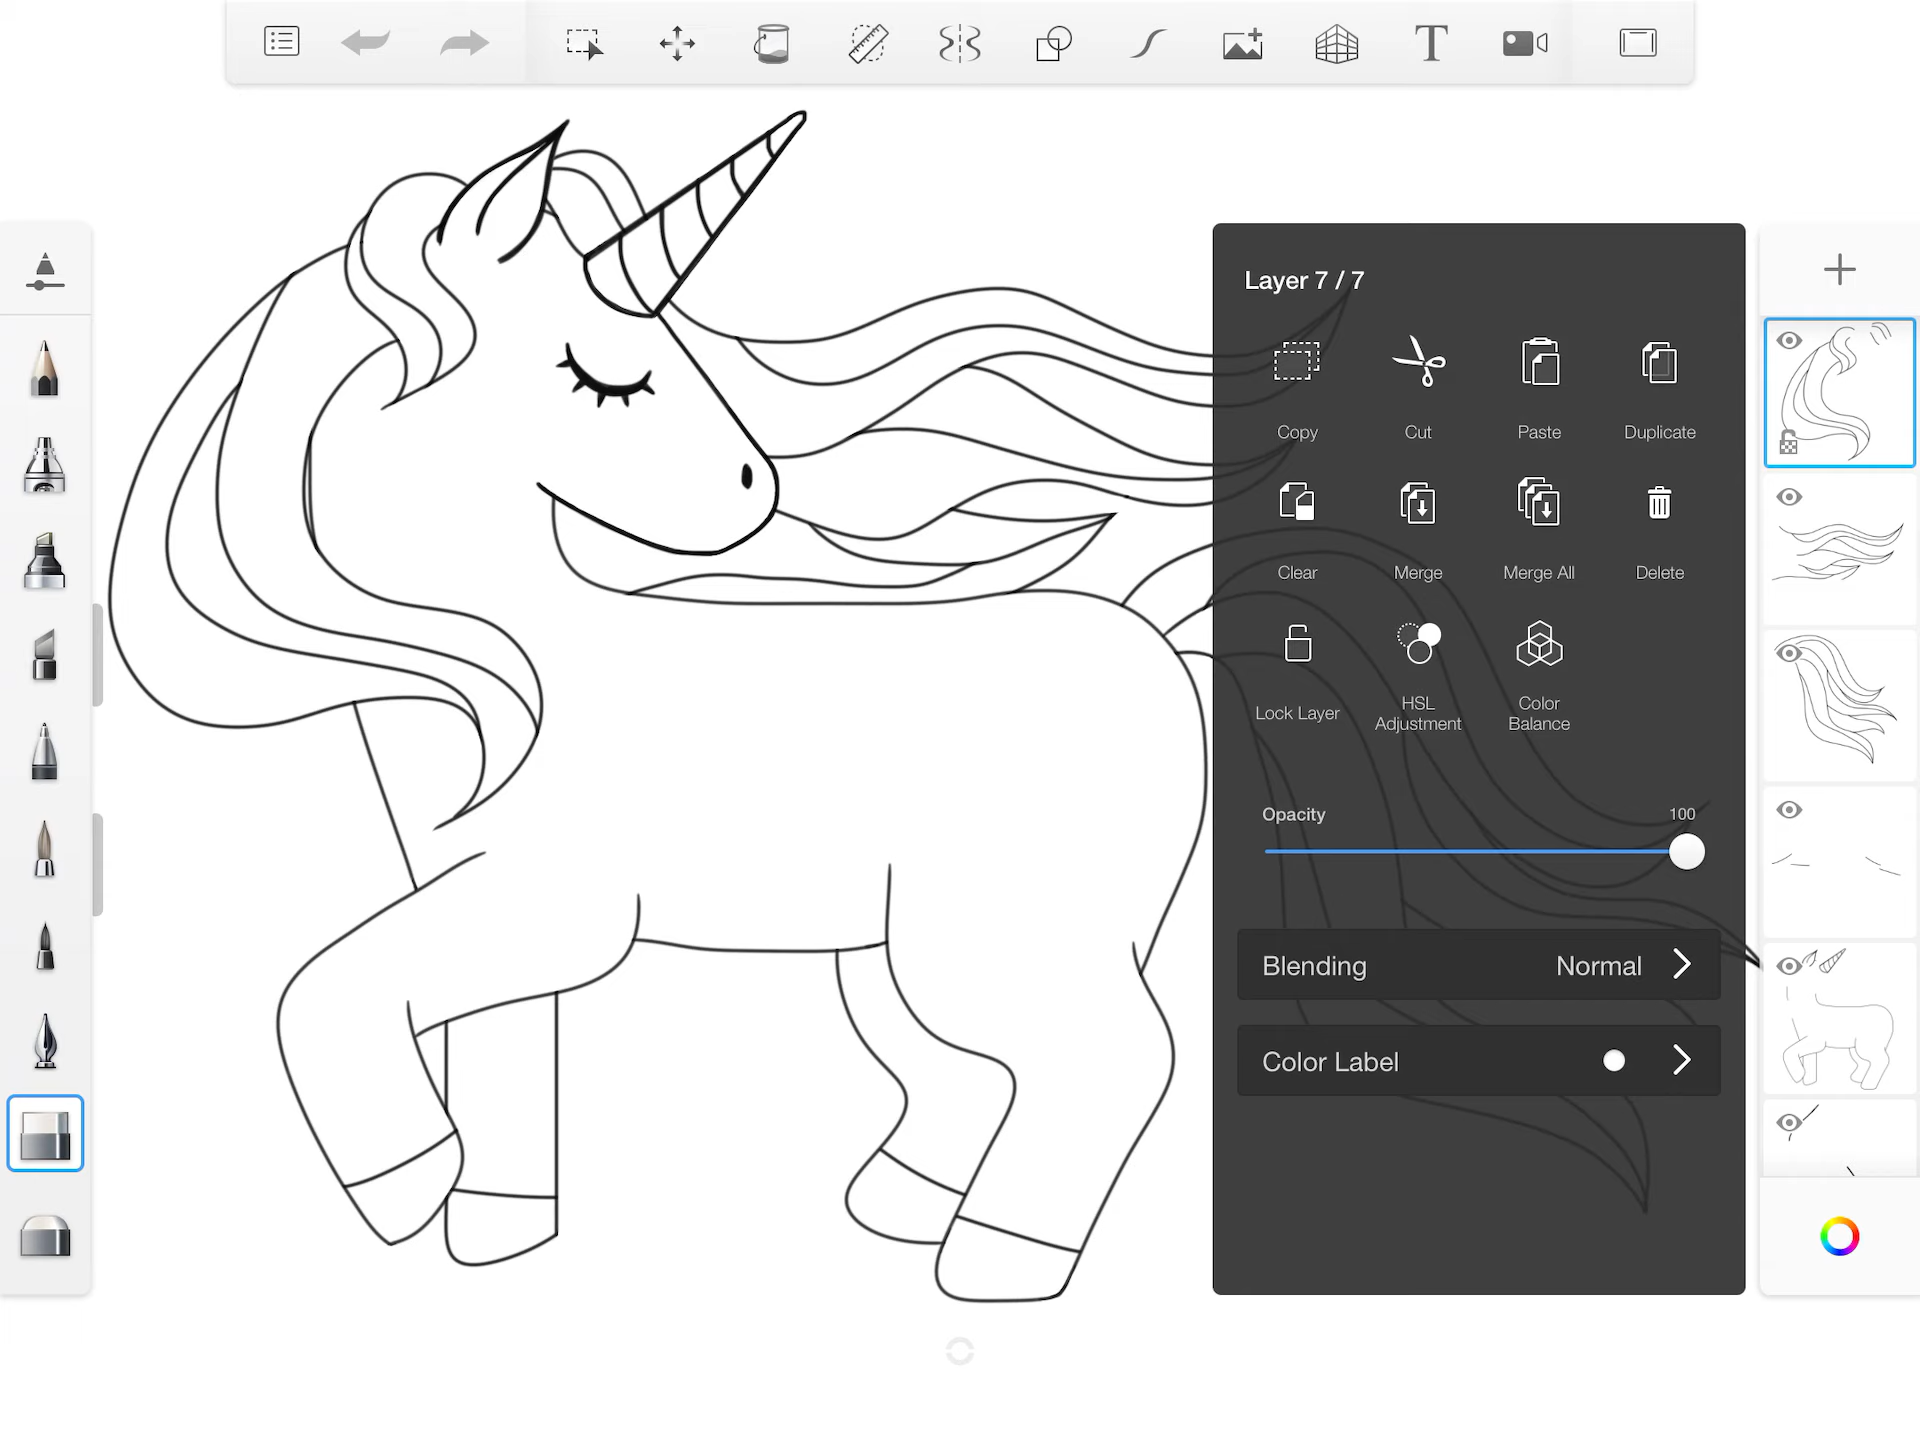 T
Layer 7 / 7
Copy Cut Paste Duplicate
Clear Merge Merge All Delete
Lock Layer HSL Adjustment Color Balance
Opacity 100
Blending Normal
Color Label